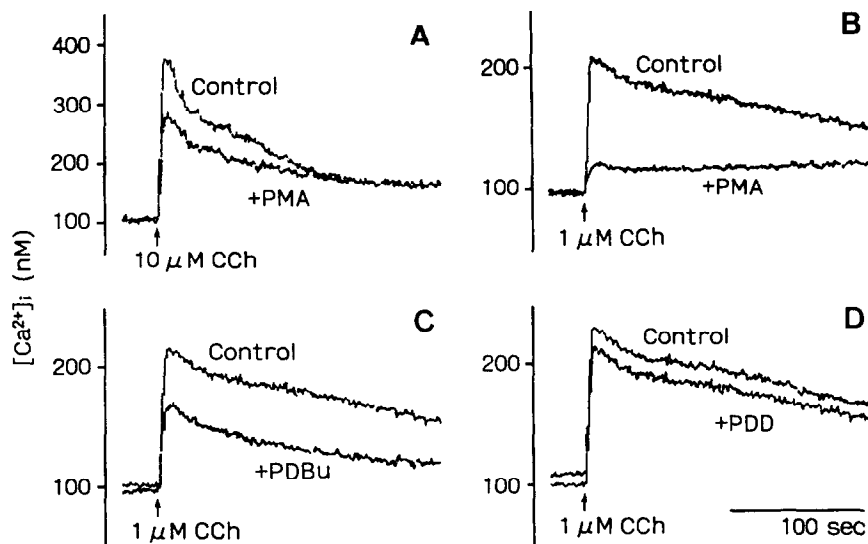 [Ca²⁺]ᵢ (nM)
A
400
300
200
100
Control
+PMA
10 μM CCh
B
200
100
Control
+PMA
1 μM CCh
C
200
100
Control
+PDBu
1 μM CCh
D
200
100
Control
+PDD
1 μM CCh
100 sec